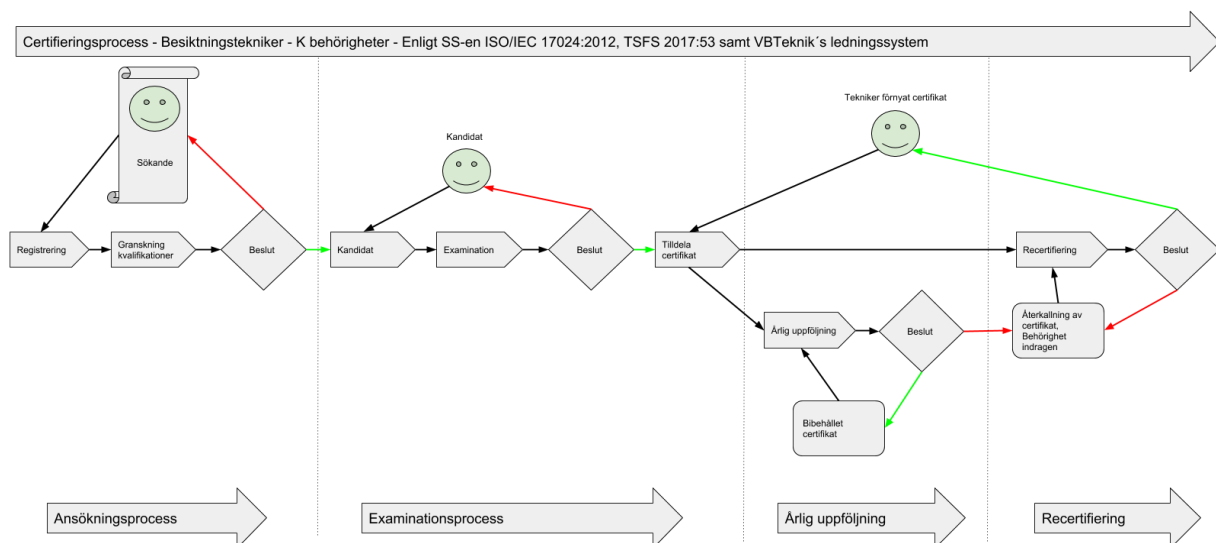 Certifieringsprocess - Besiktningstekniker - K behörigheter - Enligt SS-en ISO/IEC 17024:2012, TSFS 2017:53 samt VBTeknik´s ledningssystem
Sökande
Registrering
Granskning
kvalifikationer
Beslut
Kandidat
Kandidat
Examination
Beslut
Tilldela
certifikat
Tekniker förnyat certifikat
Årlig uppföljning
Beslut
Bibehållet
certifikat
Recertifiering
Beslut
Återkallning av
certifikat,
Behörighet
indragen
Ansökningsprocess
Examinationsprocess
Årlig uppföljning
Recertifiering